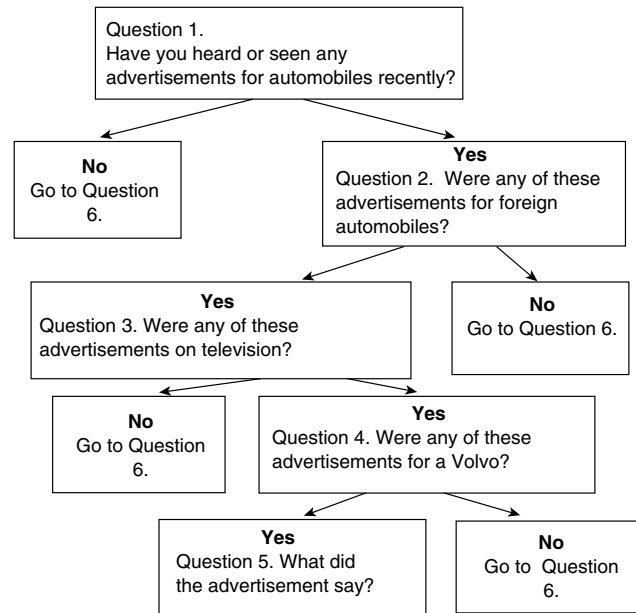 Question 1.
Have you heard or seen any
advertisements for automobiles recently?
No
Go to Question
6.
Yes
Question 2. Were any of these
advertisements for foreign
automobiles?
Yes
Question 3. Were any of these
advertisements on television?
No
Go to Question 6.
No
Go to Question
6.
Yes
Question 4. Were any of these
advertisements for a Volvo?
Yes
Question 5. What did
the advertisement say?
No
Go to Question
6.